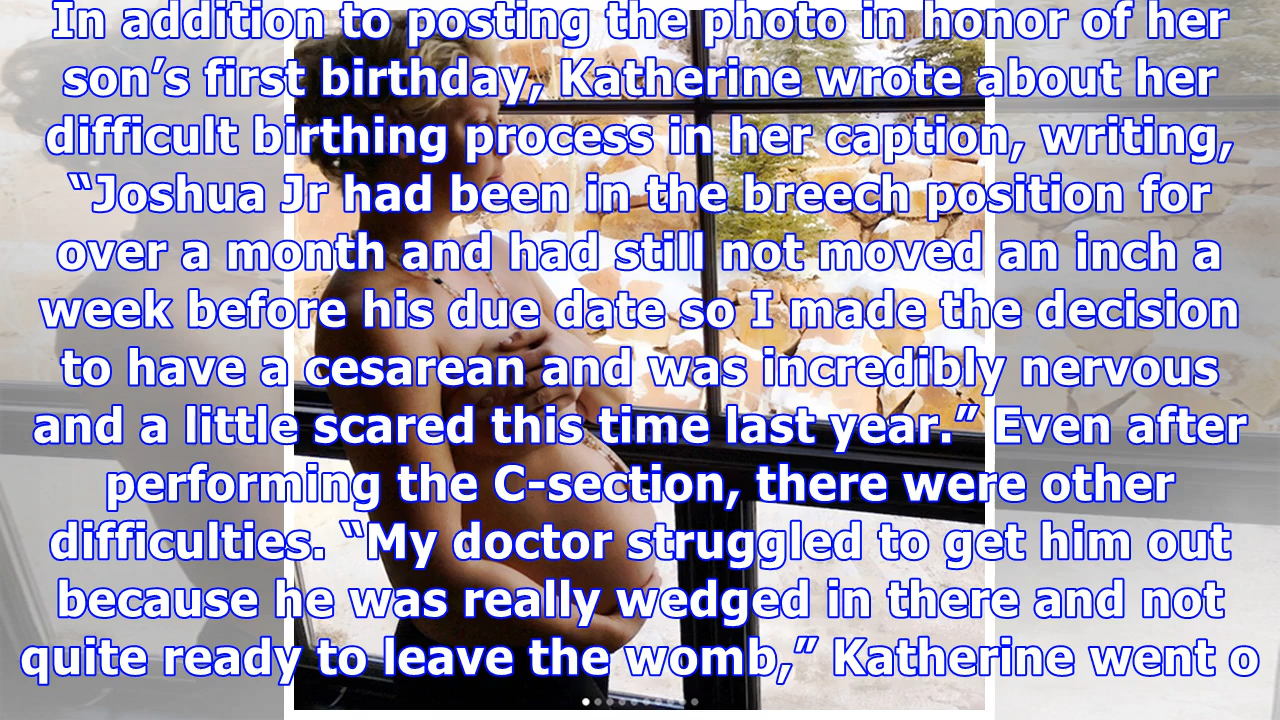 In addition to posting the photo in honor of her
son’s first birthday, Katherine wrote about her
difficult birthing process in her caption, writing,
“Joshua Jr had been in the breech position for
over a month and had still not moved an inch a
week before his due date so I made the decision
to have a cesarean and was incredibly nervous
and a little scared this time last year.” Even after
performing the C-section, there were other
difficulties. “My doctor struggled to get him out
because he was really wedged in there and not
quite ready to leave the womb,” Katherine went o